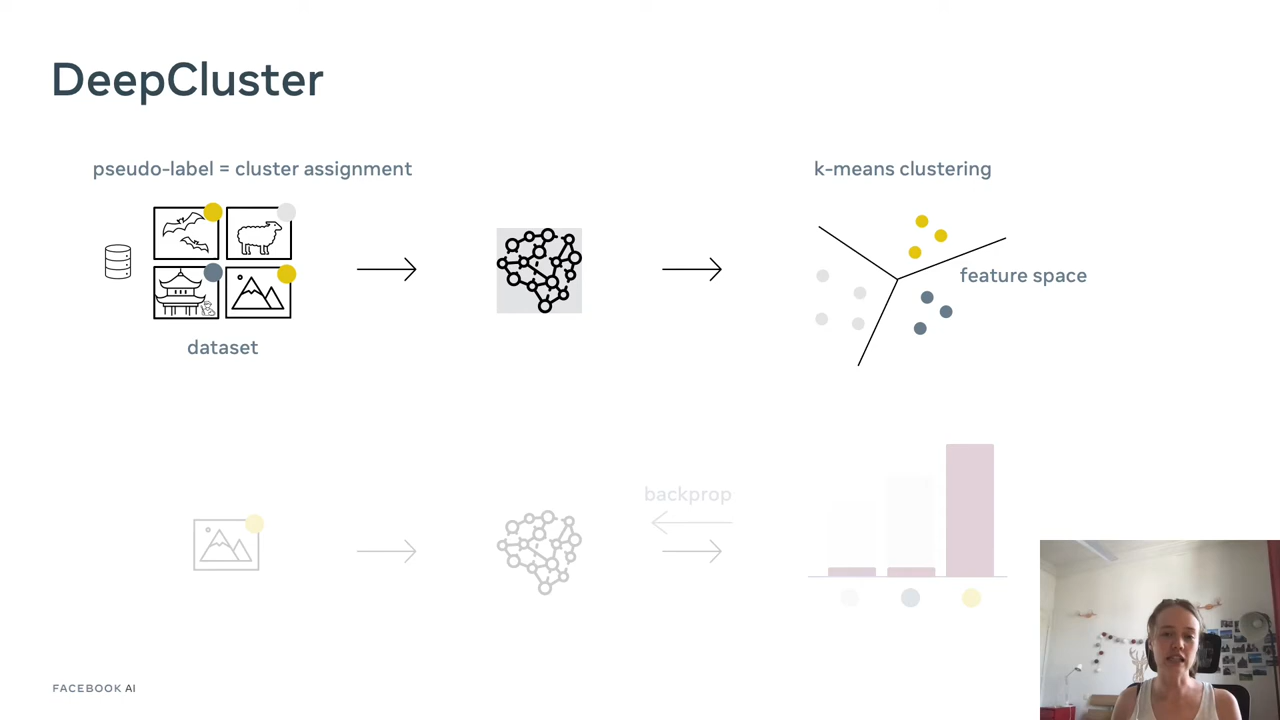 DeepCluster
pseudo-label = cluster assignment
k-means clustering
feature space
dataset
backprop
FACEBOOK AI